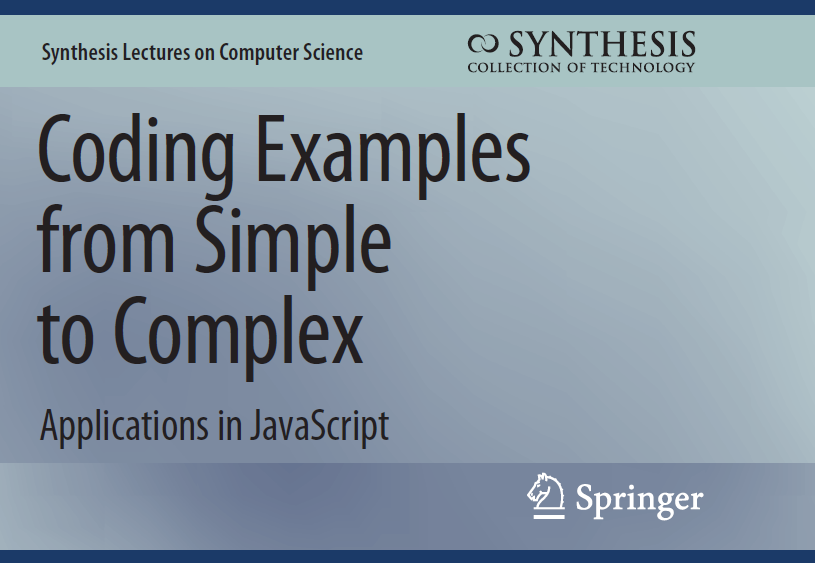 Synthesis Lectures on Computer Science
SYNTHESIS
COLLECTION OF TECHNOLOGY
Coding Examples
from Simple
to Complex
Applications in JavaScript
Springer